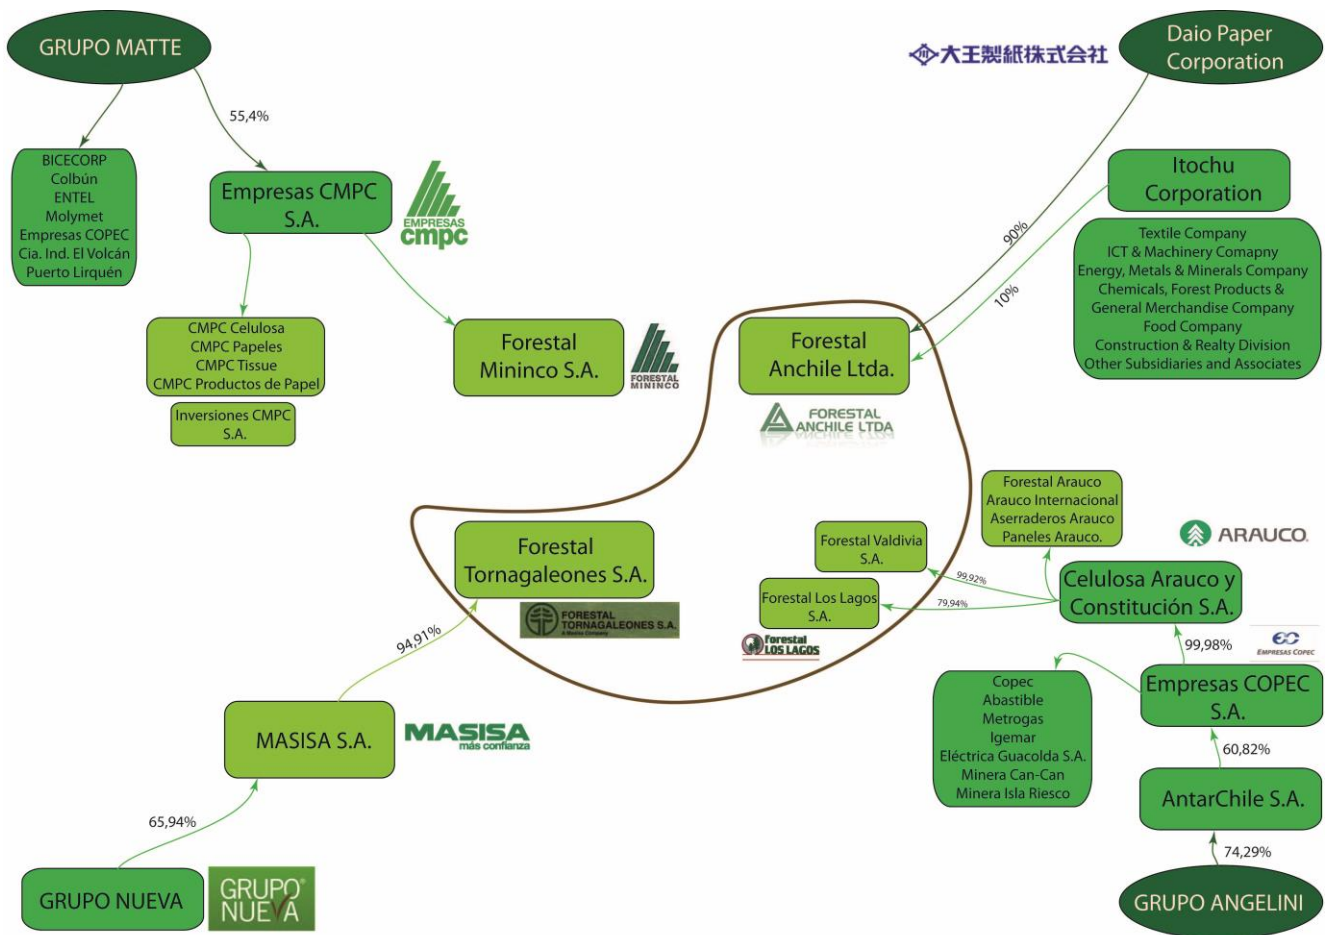 GRUPO MATTE
55,4%
BICECORP
Colbún
ENTEL
Molymet
Empresas COPEC
Cia. Ind. El Volcán
Puerto Lirquén
Empresas CMPC
S.A.
EMPRESAS
cmpc
CMPC Celulosa
CMPC Papeles
CMPC Tissue
CMPC Productos de Papel
Inversiones CMPC
S.A.
Forestal
Mininco S.A.
FORESTAL
MININCO
大王製紙株式会社
Daio Paper
Corporation
90%
10%
Itochu
Corporation
Textile Company
ICT & Machinery Comapny
Energy, Metals & Minerals Company
Chemicals, Forest Products &
General Merchandise Company
Food Company
Construction & Realty Division
Other Subsidiaries and Associates
Forestal
Anchile Ltda.
FORESTAL
ANCHILE LTDA
Forestal
Tornagaleones S.A.
FORESTAL
TORNAGALEONES S.A.
A Masisa Company
94,91%
MASISA S.A.
MASISA
más confianza
65,94%
GRUPO NUEVA
GRUPO®
NUEVA
Forestal Valdivia
S.A.
99,92%
Forestal Los Lagos
S.A.
79,94%
forestal
LOS LAGOS
Forestal Arauco
Arauco Internacional
Aserraderos Arauco
Paneles Arauco.
ARAUCO.
Celulosa Arauco y
Constitución S.A.
99,98%
EMPRESAS COPEC
Empresas COPEC
S.A.
Copec
Abastible
Metrogas
Igemar
Eléctrica Guacolda S.A.
Minera Can-Can
Minera Isla Riesco
60,82%
AntarChile S.A.
74,29%
GRUPO ANGELINI